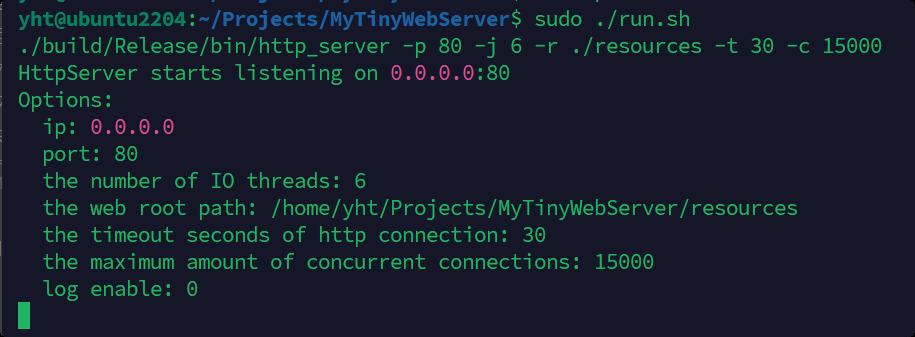 yht@ubuntu2204:~/Projects/MyTinyWebServer$ sudo ./run.sh
./build/Release/bin/http_server -p 80 -j 6 -r ./resources -t 30 -c 15000
HttpServer starts listening on 0.0.0.0:80
Options:
  ip: 0.0.0.0
  port: 80
  the number of IO threads: 6
  the web root path: /home/yht/Projects/MyTinyWebServer/resources
  the timeout seconds of http connection: 30
  the maximum amount of concurrent connections: 15000
  log enable: 0